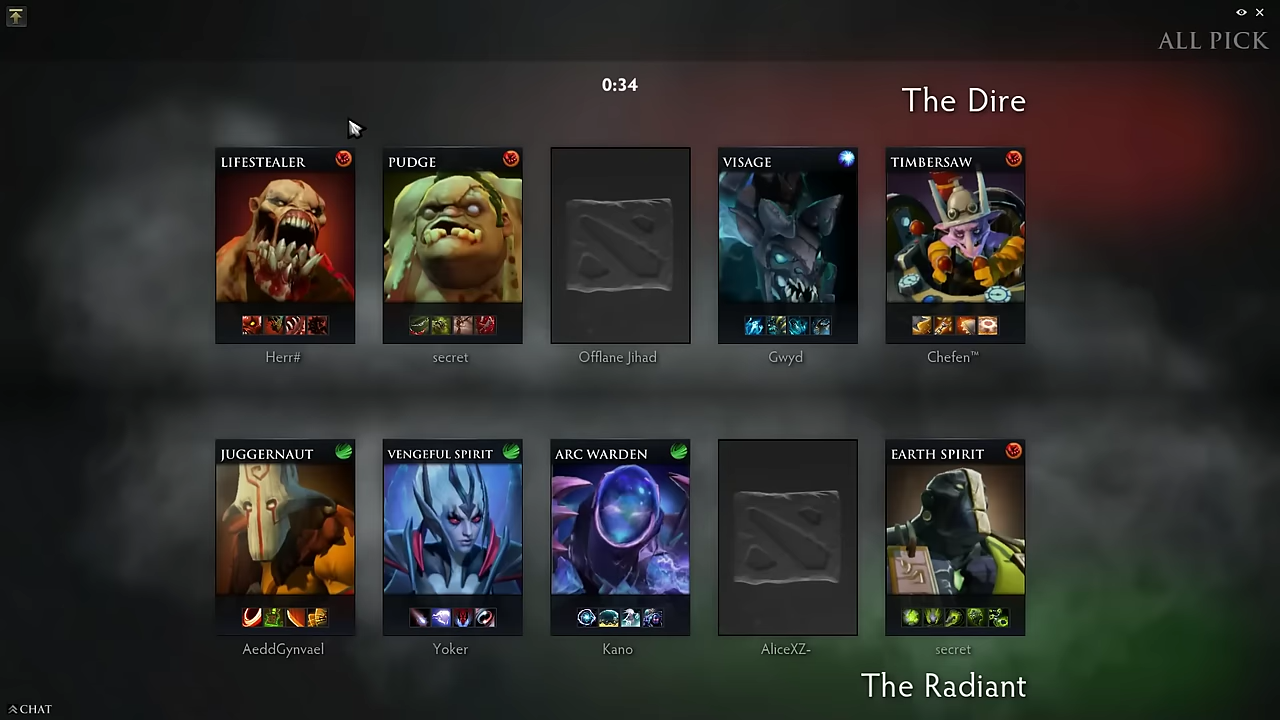 ALL PICK
0:34
The Dire
LIFESTEALER
PUDGE
VISAGE
TIMBERSAW
Herr#
secret
Offlane Jihad
Gwyd
Chefen™
JUGGERNAUT
VENGEFUL SPIRIT
ARC WARDEN
EARTH SPIRIT
AeddGynvael
Yoker
Kano
AliceXZ-
secret
The Radiant
CHAT